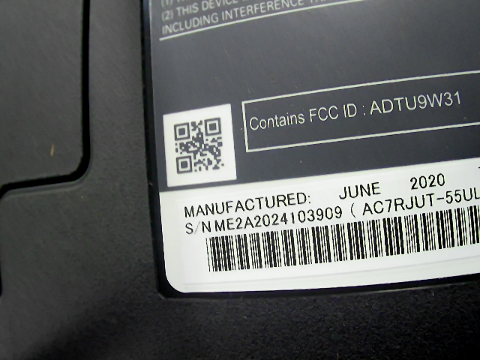 (2) THIS DEVICE
INCLUDING INTERFERENCE
Contains FCC ID : ADTU9W31
MANUFACTURED: JUNE 2020
S/N ME2A2024103909 ( AC7RJUT-55UL